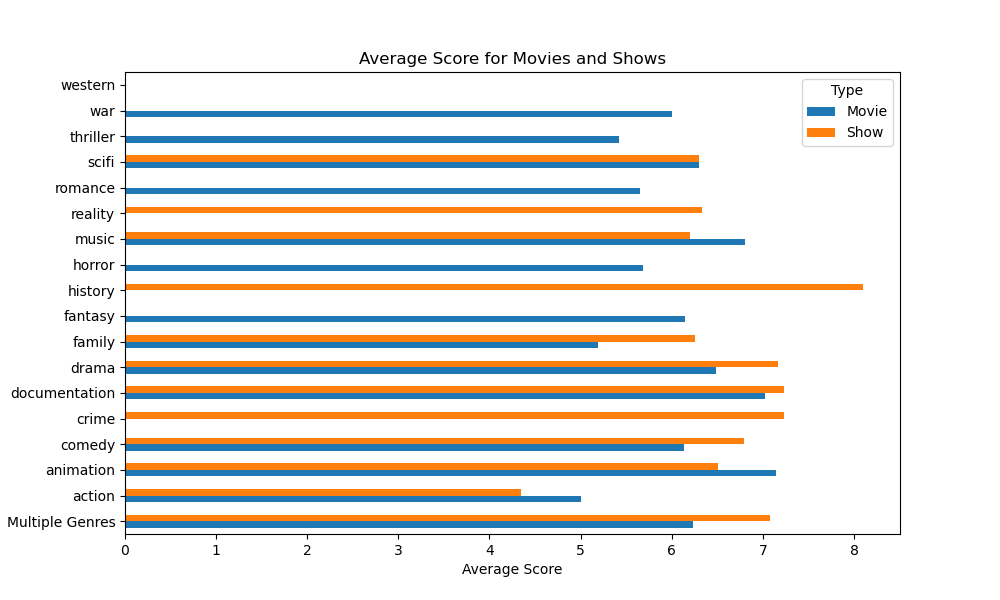 Average Score for Movies and Shows
Type
Movie
Show
western
war
thriller
scifi
romance
reality
music
horror
history
fantasy
family
drama
documentation
crime
comedy
animation
action
Multiple Genres
0 1 2 3 4 5 6 7 8
Average Score